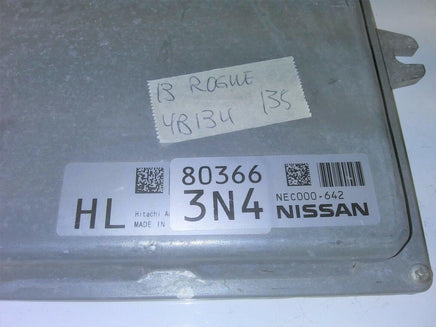 13 ROGUE
4B134 135
80366
NEC000-642
HL
Hitachi
3N4
NISSAN
MADE IN